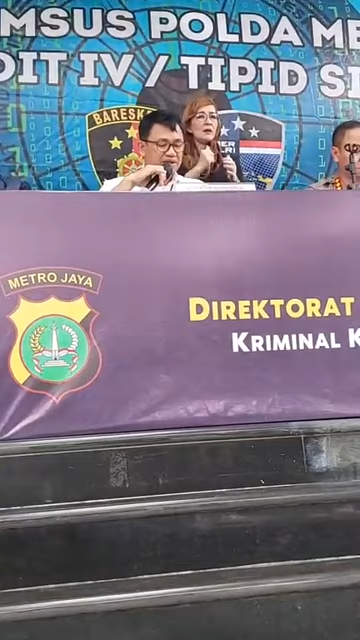 MSUS POLDA ME
DIT IV / TIPID S
BARESK
METRO JAYA
DIREKTORAT
KRIMINAL K